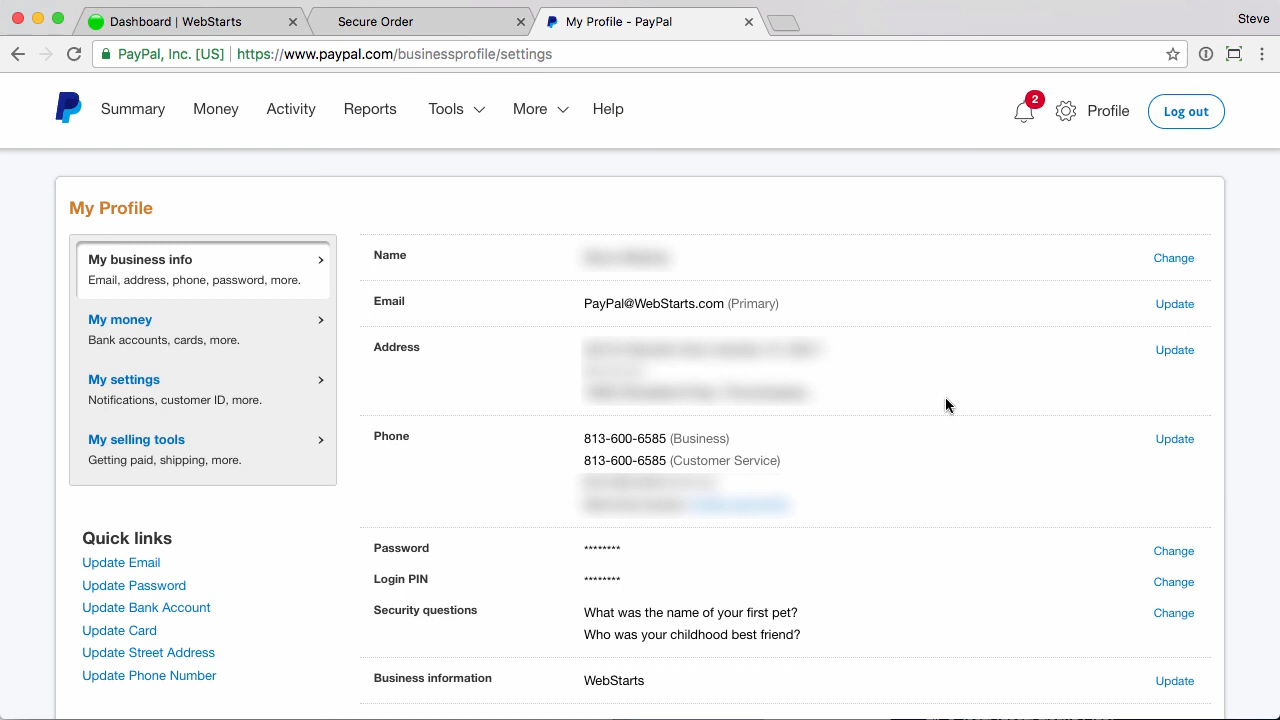 Dashboard | WebStarts
Secure Order
My Profile - PayPal
Steve
PayPal, Inc. [US]
https://www.paypal.com/businessprofile/settings
Summary
Money
Activity
Reports
Tools
More
Help
2
Profile
Log out
My Profile
My business info
Email, address, phone, password, more.
My money
Bank accounts, cards, more.
My settings
Notifications, customer ID, more.
My selling tools
Getting paid, shipping, more.
Quick links
Update Email
Update Password
Update Bank Account
Update Card
Update Street Address
Update Phone Number
Name
Change
Email
PayPal@WebStarts.com (Primary)
Update
Address
Update
Phone
813-600-6585 (Business)
Update
813-600-6585 (Customer Service)
Password
********
Change
Login PIN
********
Change
Security questions
What was the name of your first pet?
Change
Who was your childhood best friend?
Business information
WebStarts
Update